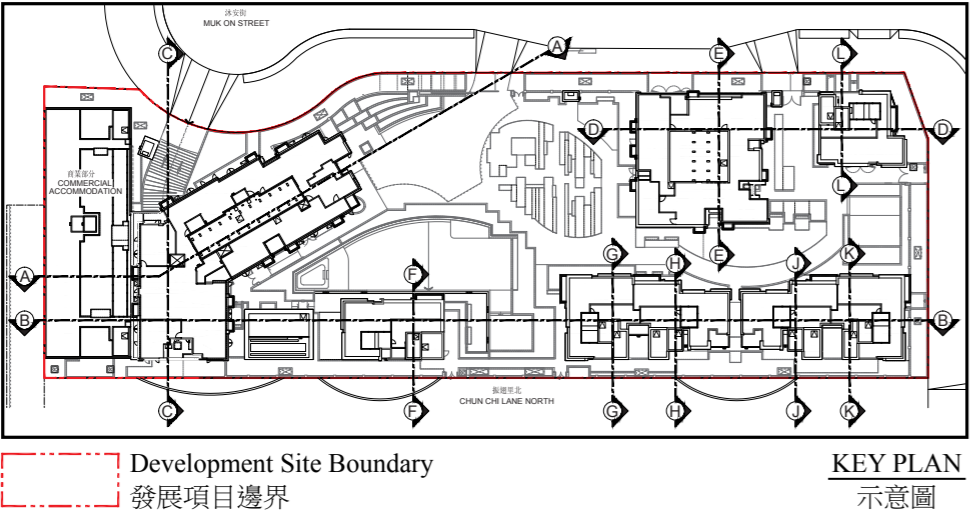 沐安街
MUK ON STREET
C
A
E
L
D
D
商業部分
COMMERCIAL
ACCOMMODATION
L
A
F
G
H
E
J
K
B
M
B
C
F
G
H
J
K
振迴里北
CHUN CHI LANE NORTH
Development Site Boundary
發展項目邊界
KEY PLAN
示意圖